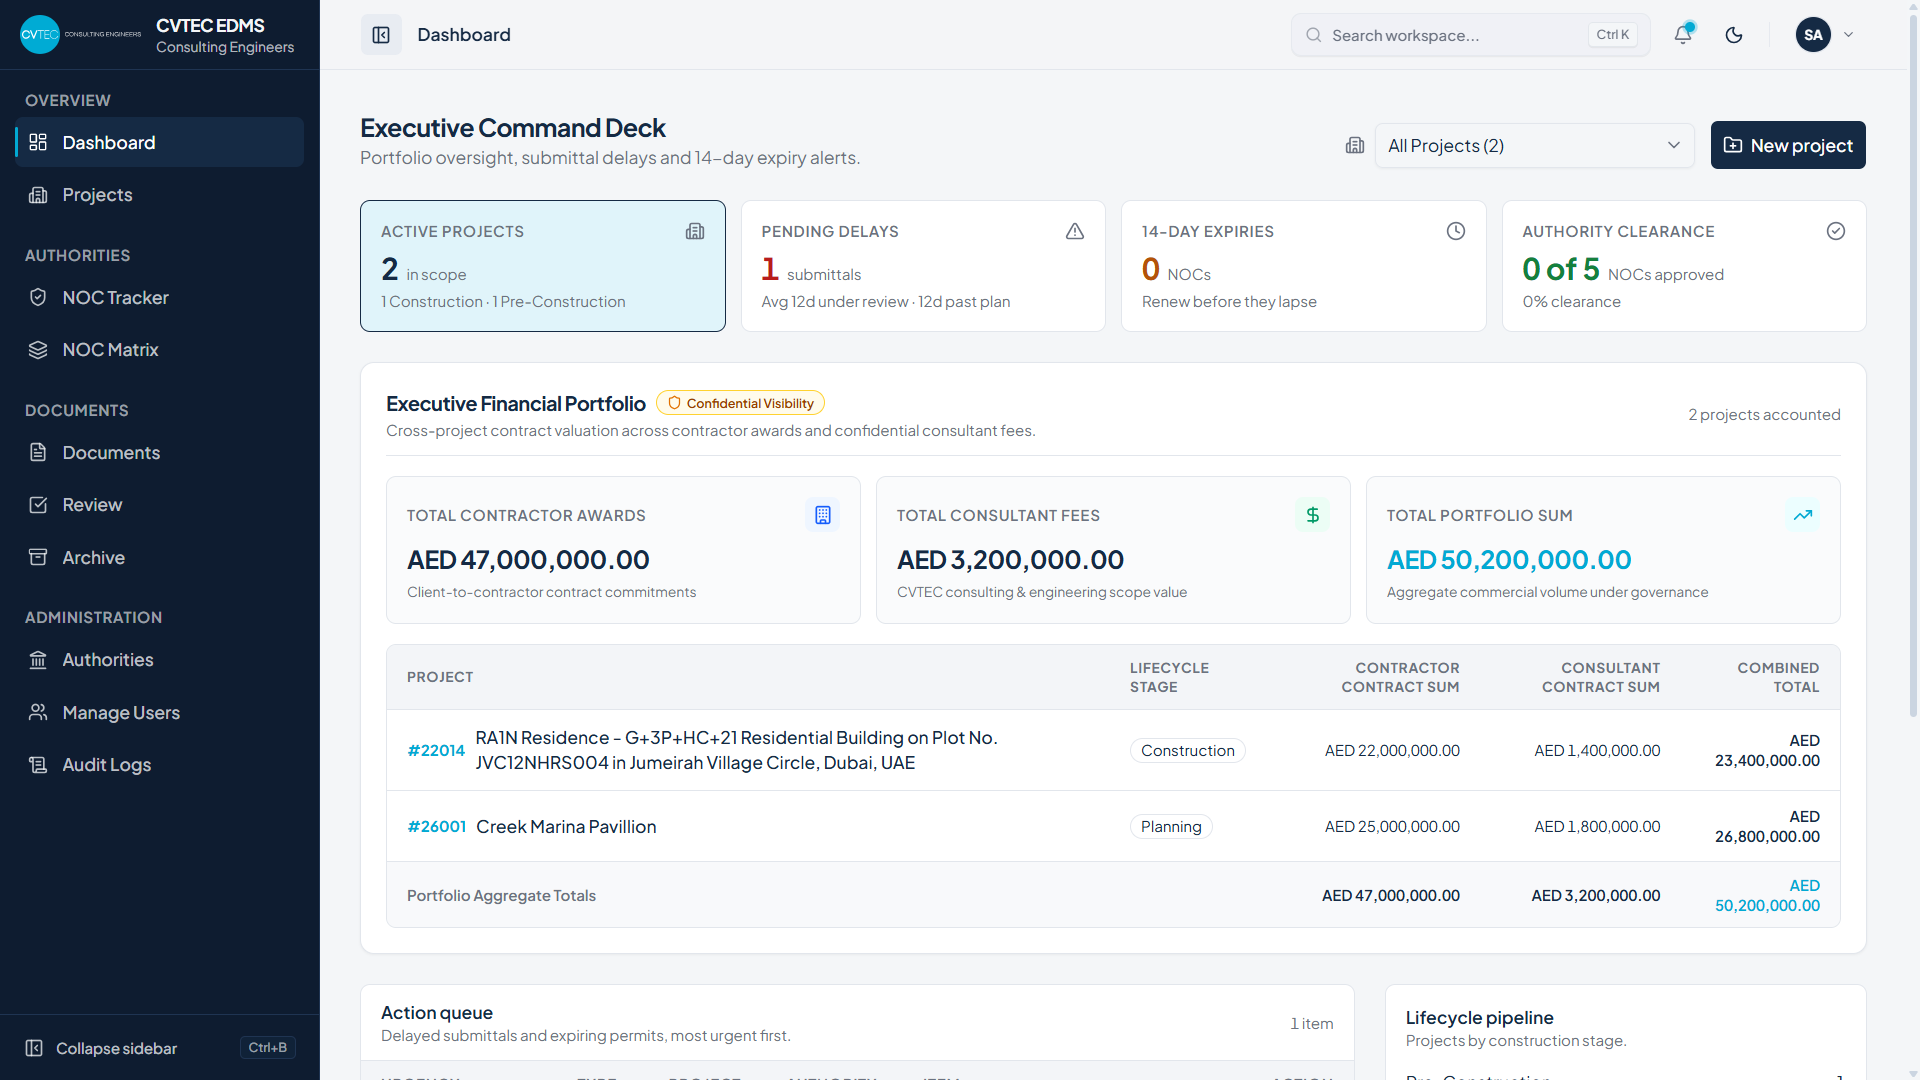 CVTEC CONSULTING ENGINEERS
CVTEC EDMS
Consulting Engineers
OVERVIEW
Dashboard
Projects
AUTHORITIES
NOC Tracker
NOC Matrix
DOCUMENTS
Documents
Review
Archive
ADMINISTRATION
Authorities
Manage Users
Audit Logs
Collapse sidebar
Ctrl+B
Dashboard
Search workspace...
Ctrl K
SA
Executive Command Deck
Portfolio oversight, submittal delays and 14-day expiry alerts.
All Projects (2)
New project
ACTIVE PROJECTS
2 in scope
1 Construction · 1 Pre-Construction
PENDING DELAYS
1 submittals
Avg 12d under review · 12d past plan
14-DAY EXPIRIES
0 NOCs
Renew before they lapse
AUTHORITY CLEARANCE
0 of 5 NOCs approved
0% clearance
Executive Financial Portfolio
Confidential Visibility
Cross-project contract valuation across contractor awards and confidential consultant fees.
2 projects accounted
TOTAL CONTRACTOR AWARDS
AED 47,000,000.00
Client-to-contractor contract commitments
TOTAL CONSULTANT FEES
AED 3,200,000.00
CVTEC consulting & engineering scope value
TOTAL PORTFOLIO SUM
AED 50,200,000.00
Aggregate commercial volume under governance
PROJECT
LIFECYCLE
STAGE
CONTRACTOR
CONTRACT SUM
CONSULTANT
CONTRACT SUM
COMBINED
TOTAL
#22014
RA1N Residence - G+3P+HC+21 Residential Building on Plot No.
JVC12NHRS004 in Jumeirah Village Circle, Dubai, UAE
Construction
AED 22,000,000.00
AED 1,400,000.00
AED
23,400,000.00
#26001
Creek Marina Pavillion
Planning
AED 25,000,000.00
AED 1,800,000.00
AED
26,800,000.00
Portfolio Aggregate Totals
AED 47,000,000.00
AED 3,200,000.00
AED
50,200,000.00
Action queue
Delayed submittals and expiring permits, most urgent first.
1 item
URGENCY TYPE PROJECT AUTHORITY ITEM ACTION
Lifecycle pipeline
Projects by construction stage.
Pre-Construction 1